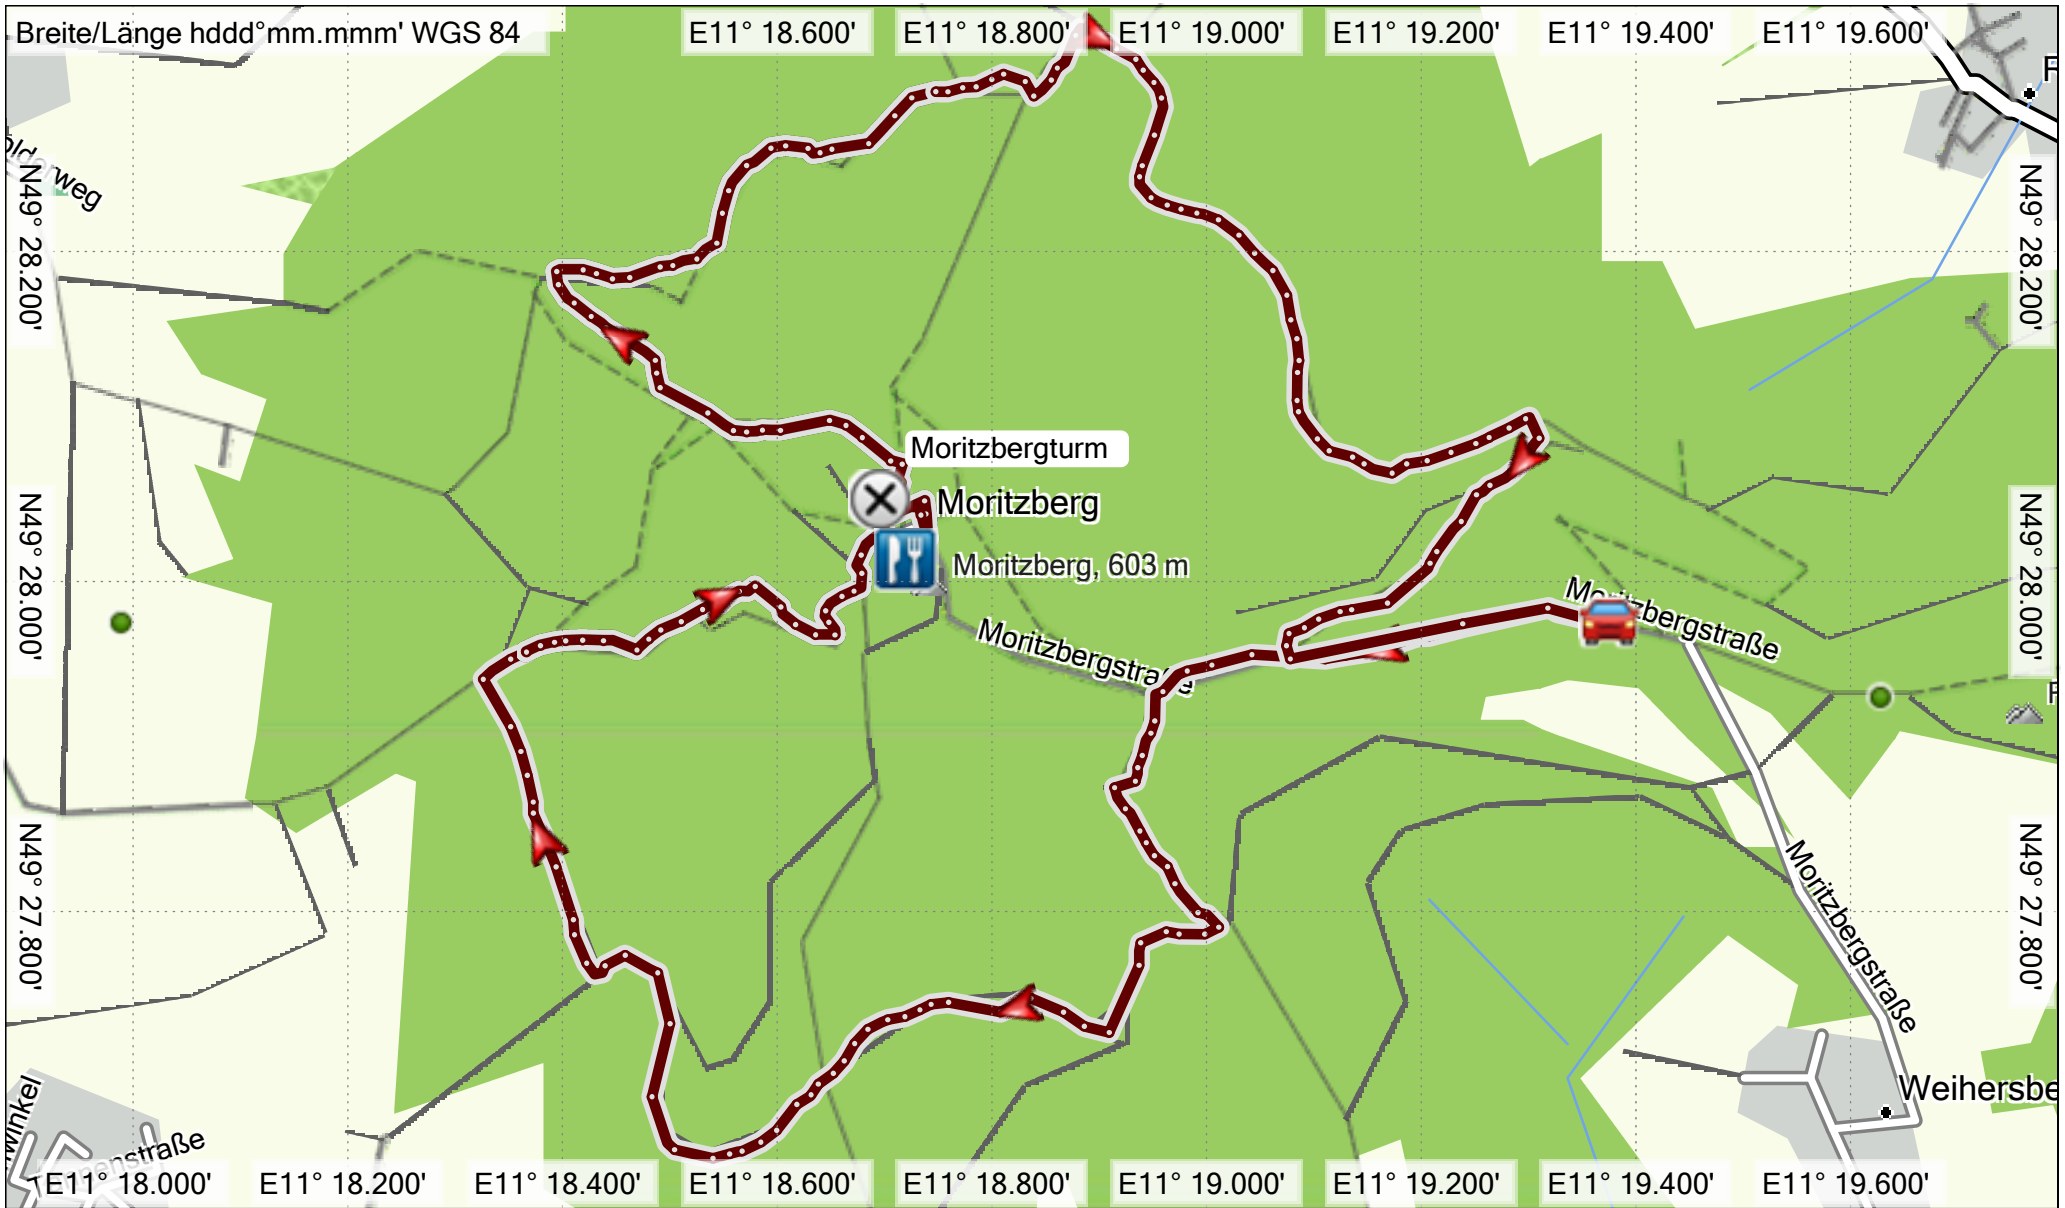 Breite/Länge hddd°mm.mmm' WGS 84
E11° 18.600'
E11° 18.800'
E11° 19.000'
E11° 19.200'
E11° 19.400'
E11° 19.600'
N49° 28.200'
N49° 28.200'
Moritzbergturm
Moritzberg
Moritzberg, 603 m
N49° 28.000'
N49° 28.000'
Moritzbergstraße
Moritzbergstraße
N49° 27.800'
N49° 27.800'
Moritzbergstraße
Weihersbe
E11° 18.000'
E11° 18.200'
E11° 18.400'
E11° 18.600'
E11° 18.800'
E11° 19.000'
E11° 19.200'
E11° 19.400'
E11° 19.600'